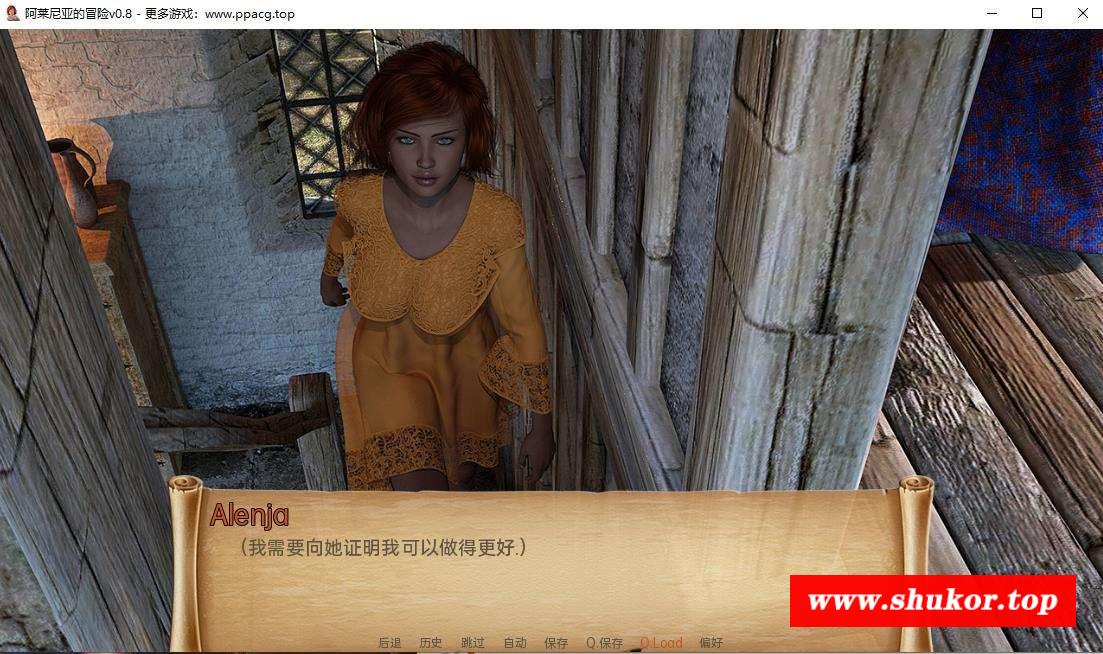 阿莱尼亚的冒险v0.8 - 更多游戏：www.ppacg.top
Alenja
（我需要向她证明我可以做得更好.）
www.shukor.top
后退 历史 跳过 自动 保存 Q.保存 Q.Load 偏好